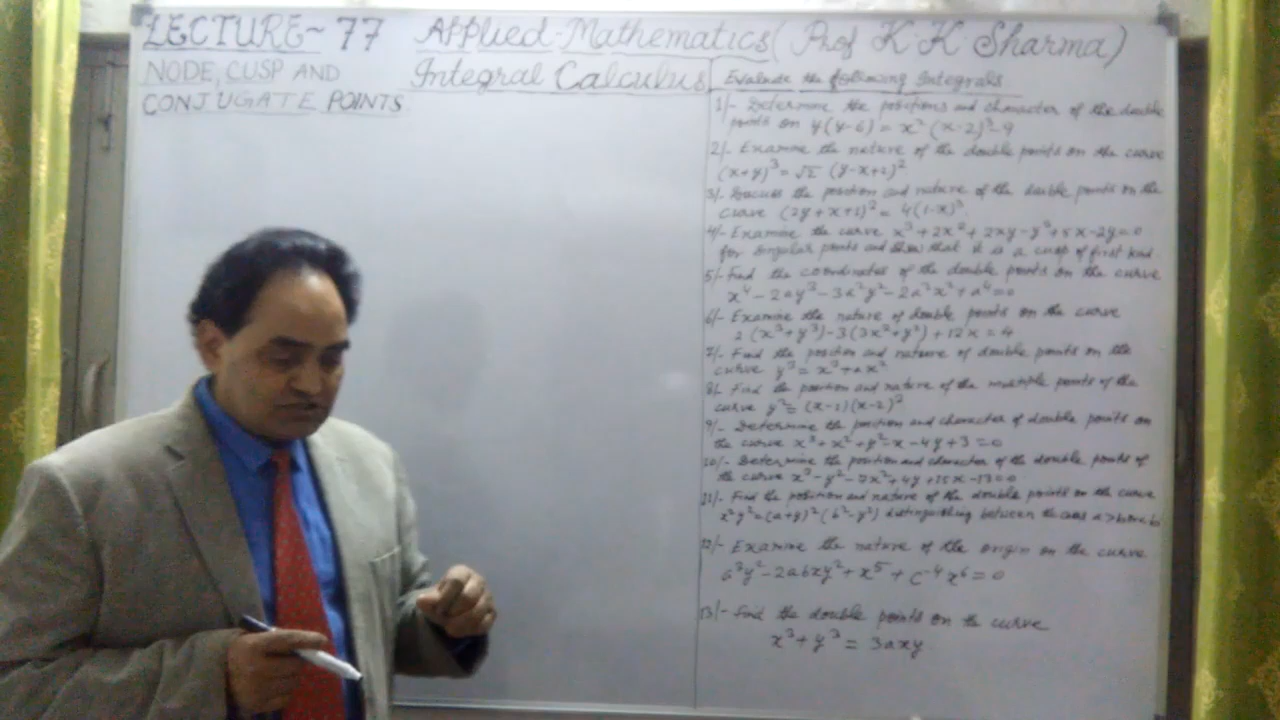 LECTURE~77 Applied-Mathematics (Prof K.K. Sharma)
NODE, CUSP AND
CONJUGATE POINTS
Integral Calculus
Evaluate the following Integrals
1/- Determine the positions and character of the double
points on y(y-6) = x²(x-2)³-9
2/- Examine the nature of the double points on the curve
(x+y)³ = √2 (y-x+2)²
3/- Discuss the position and nature of the double points on the
curve (2y+x+1)² = 4(1-x)⁵
4/- Examine the curve x³+2x²+2xy-y²+5x-2y=0
for singular points and show that it is a cusp of first kind.
5/- Find the coordinates of the double points on the curve
x⁴-2ay³-3a²y²-2a²x²+a⁴=0
6/- Examine the nature of double points on the curve
2(x³+y³)-3(3x²+y²)+12x=4
7/- Find the position and nature of double points on the
curve y³ = x³+ax²
8/. Find the position and nature of the multiple points of the
curve y² = (x-1)(x-2)²
9/- Determine the position and character of double points on
the curve x³+x²+y²-x-4y+3=0
10/- Determine the position and character of the double points of
the curve x³-y²-7x²+4y+15x-13=0
11/- Find the position and nature of the double points on the curve
x²y²=(a+y)²(b²-y²) distinguishing between the cases a>b
12/- Examine the nature of the origin on the curve
a³y²-2abxy²+x⁵+c⁻⁴x⁶=0
13/- Find the double points on the curve
x³+y³ = 3axy